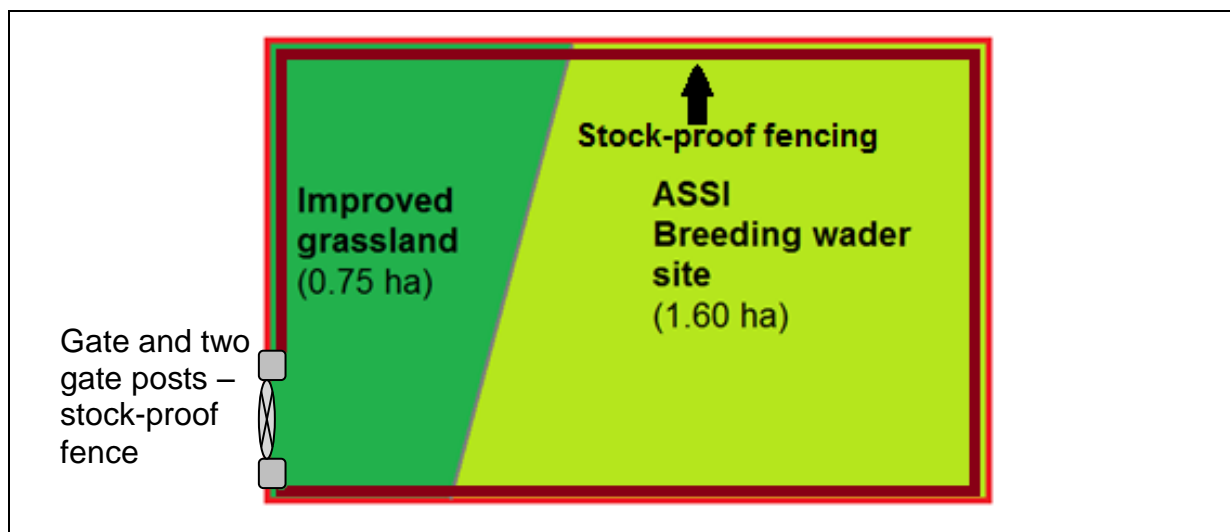 Stock-proof fencing
Improved
grassland
(0.75 ha)
ASSI
Breeding wader
site
(1.60 ha)
Gate and two
gate posts –
stock-proof
fence